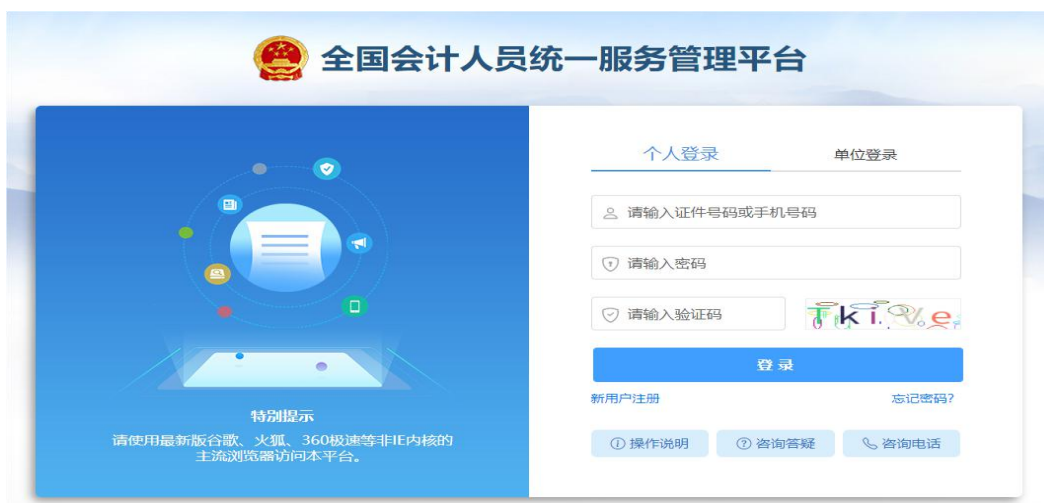 全国会计人员统一服务管理平台
个人登录
单位登录
请输入证件号码或手机号码
请输入密码
请输入验证码
登 录
新用户注册
忘记密码?
操作说明
咨询答疑
咨询电话
特别提示
请使用最新版谷歌、火狐、360极速等非IE内核的
主流浏览器访问本平台。